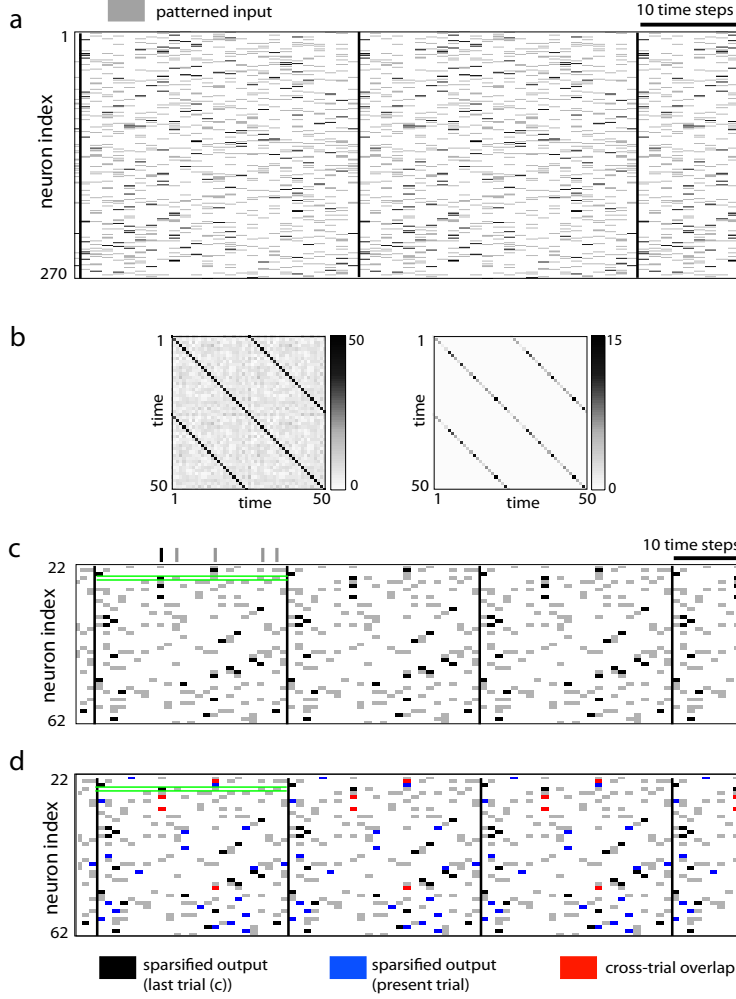 patterned input
10 time steps
a
1
neuron index
270
b
1
50
time
0
50
1
50
time
1
15
time
0
50
1
50
time
c
10 time steps
22
neuron index
62
d
22
neuron index
62
sparsified output
(last trial (c))
sparsified output
(present trial)
cross-trial overlap